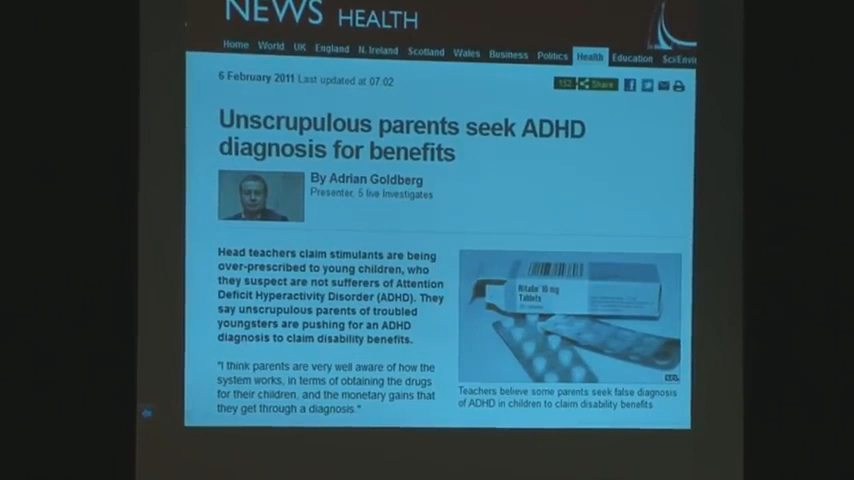 NEWS HEALTH
Home World UK England N. Ireland Scotland Wales Business Politics Health Education Sci/Envi
6 February 2011 Last updated at 07:02
152 Share
Unscrupulous parents seek ADHD
diagnosis for benefits
By Adrian Goldberg
Presenter, 5 live Investigates
Head teachers claim stimulants are being
over-prescribed to young children, who
they suspect are not sufferers of Attention
Deficit Hyperactivity Disorder (ADHD). They
say unscrupulous parents of troubled
youngsters are pushing for an ADHD
diagnosis to claim disability benefits.
"I think parents are very well aware of how the
system works, in terms of obtaining the drugs
for their children, and the monetary gains that
they get through a diagnosis."
Ritalin 10 mg
Tablets
Teachers believe some parents seek false diagnosis
of ADHD in children to claim disability benefits